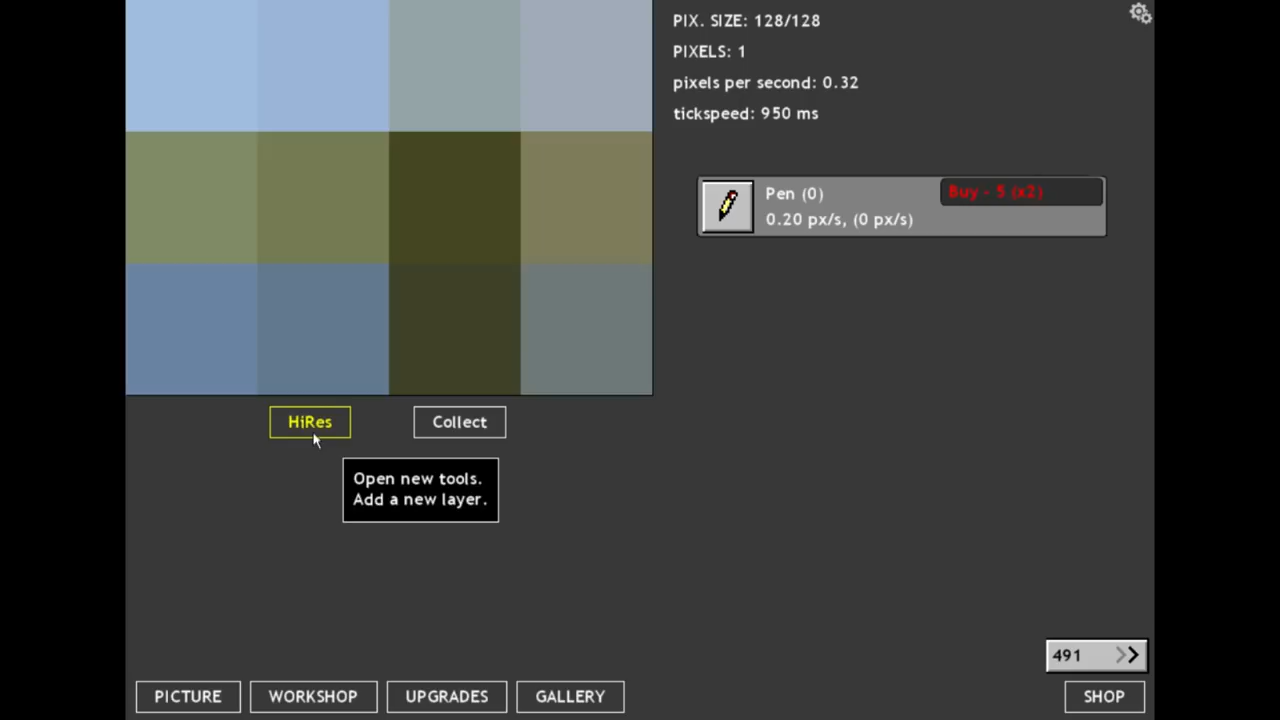 PIX. SIZE: 128/128
PIXELS: 1
pixels per second: 0.32
tickspeed: 950 ms
Pen (0)
Buy - 5 (x2)
0.20 px/s, (0 px/s)
HiRes
Collect
Open new tools.
Add a new layer.
491
PICTURE
WORKSHOP
UPGRADES
GALLERY
SHOP